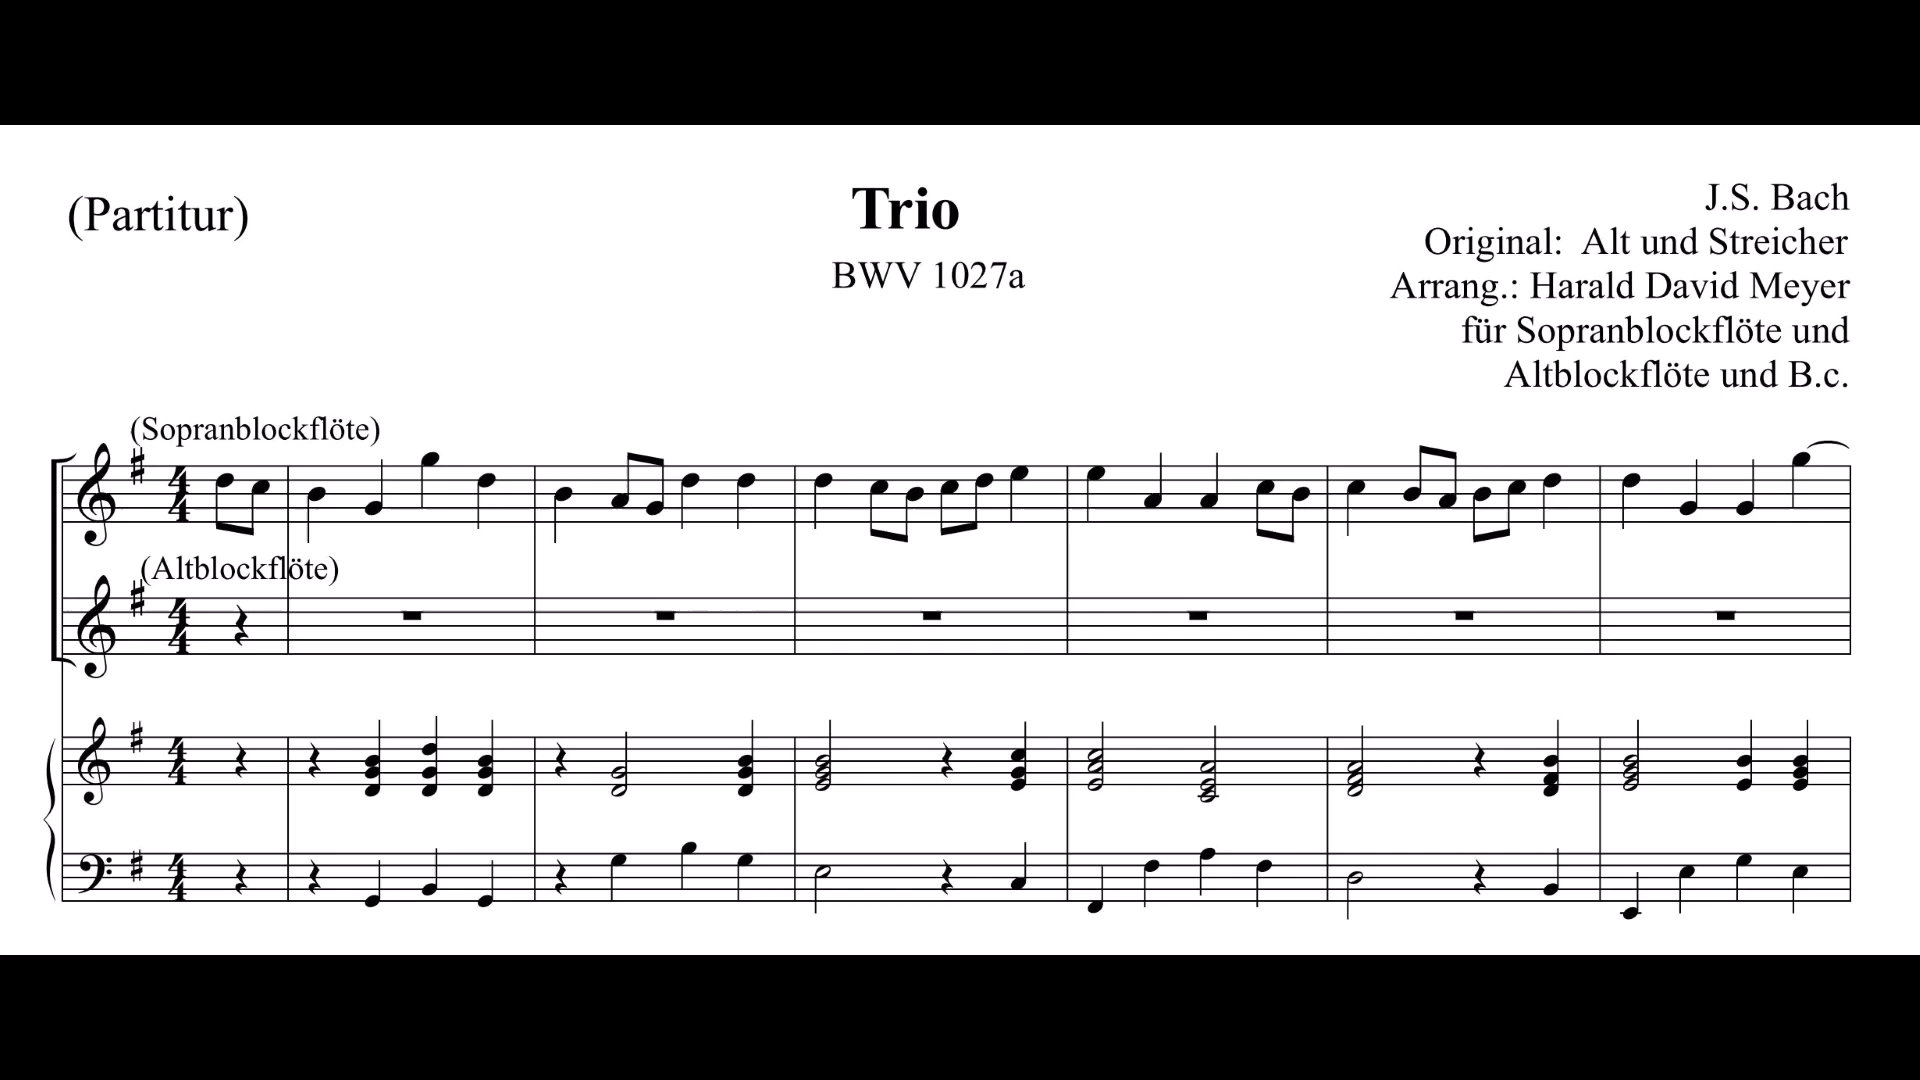 (Partitur)
Trio
BWV 1027a
J.S. Bach
Original: Alt und Streicher
Arrang.: Harald David Meyer
für Sopranblockflöte und
Altblockflöte und B.c.
(Sopranblockflöte)
(Altblockflöte)